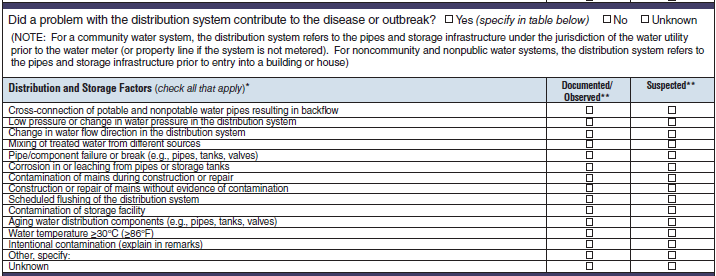 Did a problem with the distribution system contribute to the disease or outbreak? ☐ Yes (specify in table below) ☐ No ☐ Unknown
(NOTE: For a community water system, the distribution system refers to the pipes and storage infrastructure under the jurisdiction of the water utility
prior to the water meter (or property line if the system is not metered). For noncommunity and nonpublic water systems, the distribution system refers to
the pipes and storage infrastructure prior to entry into a building or house)
Distribution and Storage Factors (check all that apply)* Documented/ Observed** Suspected**
Cross-connection of potable and nonpotable water pipes resulting in backflow ☐ ☐
Low pressure or change in water pressure in the distribution system ☐ ☐
Change in water flow direction in the distribution system ☐ ☐
Mixing of treated water from different sources ☐ ☐
Pipe/component failure or break (e.g., pipes, tanks, valves) ☐ ☐
Corrosion in or leaching from pipes or storage tanks ☐ ☐
Contamination of mains during construction or repair ☐ ☐
Construction or repair of mains without evidence of contamination ☐ ☐
Scheduled flushing of the distribution system ☐ ☐
Contamination of storage facility ☐ ☐
Aging water distribution components (e.g., pipes, tanks, valves) ☐ ☐
Water temperature ≥30°C (≥86°F) ☐ ☐
Intentional contamination (explain in remarks) ☐ ☐
Other, specify: ☐ ☐
Unknown ☐ ☐